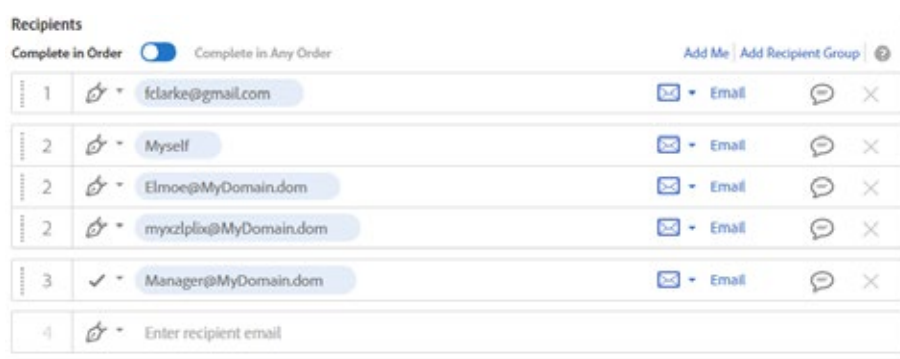 Recipients
Complete in Order Complete in Any Order Add Me Add Recipient Group ?
1 fclarke@gmail.com Email
2 Myself Email
2 Elmoe@MyDomain.dom Email
2 myxzlplix@MyDomain.dom Email
3 Manager@MyDomain.dom Email
4 Enter recipient email